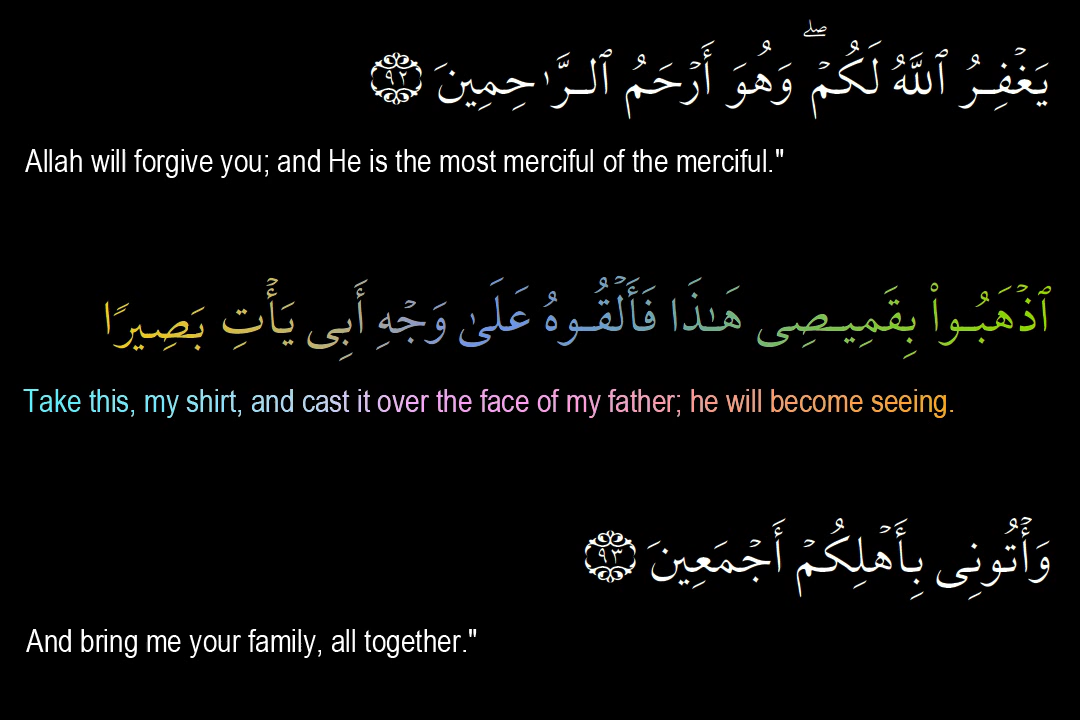 يَغۡفِرُ ٱللَّهُ لَكُمۡۖ وَهُوَ أَرۡحَمُ ٱلرَّٰحِمِينَ ٩٢
Allah will forgive you; and He is the most merciful of the merciful."
ٱذۡهَبُواْ بِقَمِيصِى هَـٰذَا فَأَلۡقُوهُ عَلَىٰ وَجۡهِ أَبِى يَأۡتِ بَصِيرًا
Take this, my shirt, and cast it over the face of my father; he will become seeing.
وَأۡتُونِى بِأَهۡلِكُمۡ أَجۡمَعِينَ ٩٣
And bring me your family, all together."